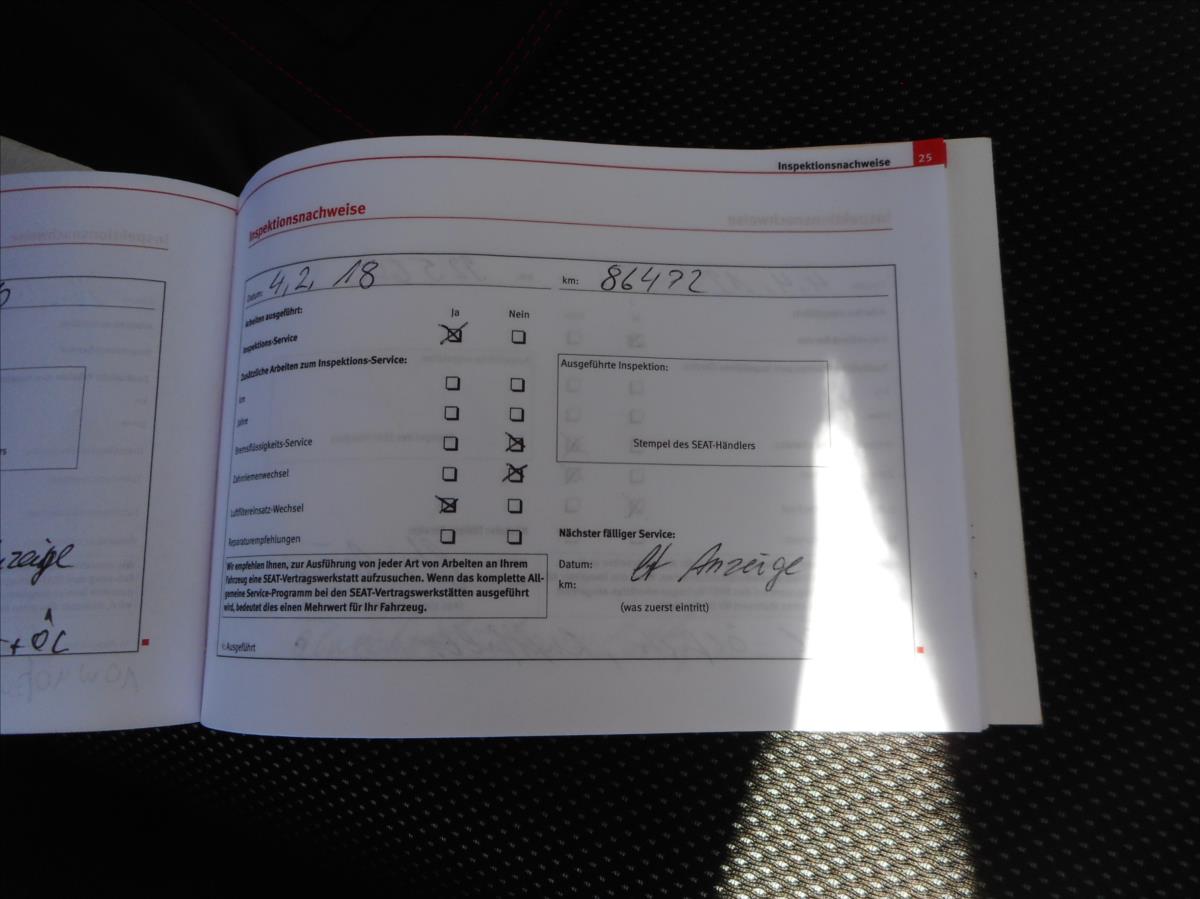 Inspektionsnachweise 25
Inspektionsnachweise
Datum: 4, 2, 18 km: 86472
Arbeiten ausgeführt: Ja Nein
Inspektions-Service
Zusätzliche Arbeiten zum Inspektions-Service:
km
Jahre
Bremsflüssigkeits-Service
Zahnriemenwechsel
Luftfiltereinsatz-Wechsel
Reparaturempfehlungen
Wir empfehlen Ihnen, zur Ausführung von jeder Art von Arbeiten an Ihrem
Fahrzeug eine SEAT-Vertragswerkstatt aufzusuchen. Wenn das komplette All-
gemeine Service-Programm bei den SEAT-Vertragswerkstätten ausgeführt
wird, bedeutet dies einen Mehrwert für Ihr Fahrzeug.
Ausgeführt
Ausgeführte Inspektion:
Stempel des SEAT-Händlers
Nächster fälliger Service:
Datum: lt Anzeige
km:
(was zuerst eintritt)
+ ÖL